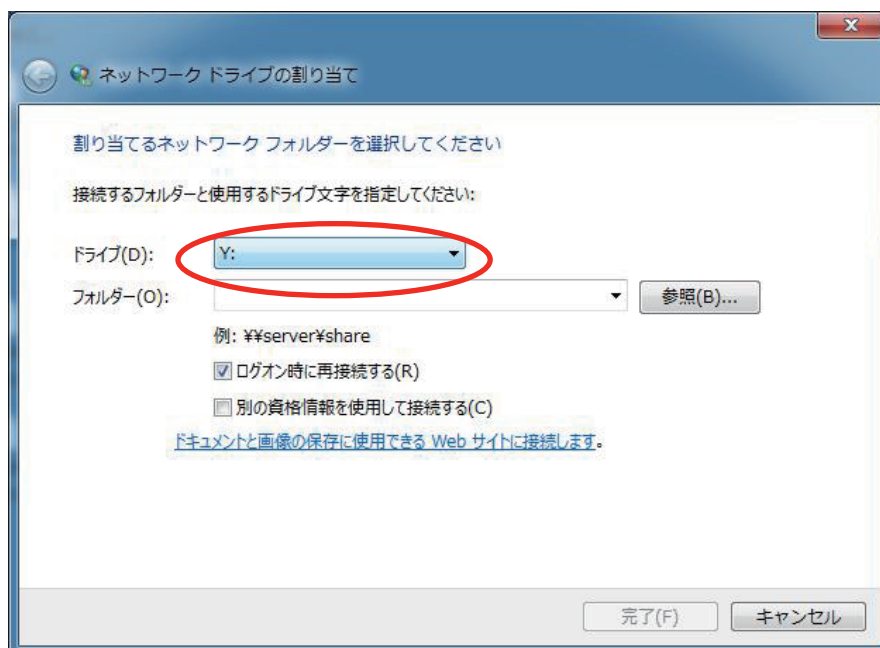 ネットワーク ドライブの割り当て
割り当てるネットワーク フォルダーを選択してください
接続するフォルダーと使用するドライブ文字を指定してください:
ドライブ(D): Y:
フォルダー(O): 参照(B)...
例: ¥¥server¥share
ログオン時に再接続する(R)
別の資格情報を使用して接続する(C)
ドキュメントと画像の保存に使用できる Web サイトに接続します。
完了(F) キャンセル